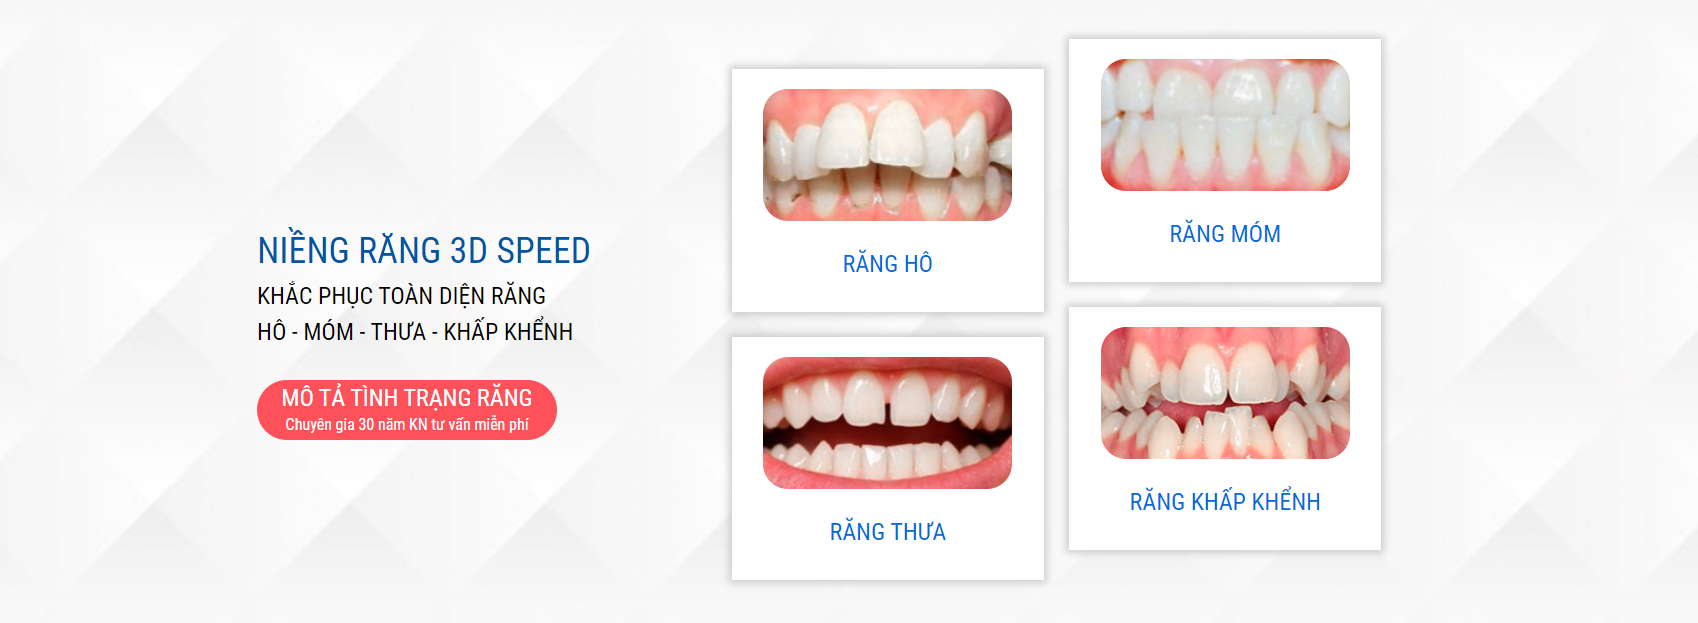 NIỀNG RĂNG 3D SPEED
KHẮC PHỤC TOÀN DIỆN RĂNG
HÔ - MÓM - THƯA - KHẤP KHỂNH
MÔ TẢ TÌNH TRẠNG RĂNG
Chuyên gia 30 năm KN tư vấn miễn phí
RĂNG HÔ
RĂNG MÓM
RĂNG THƯA
RĂNG KHẤP KHỂNH